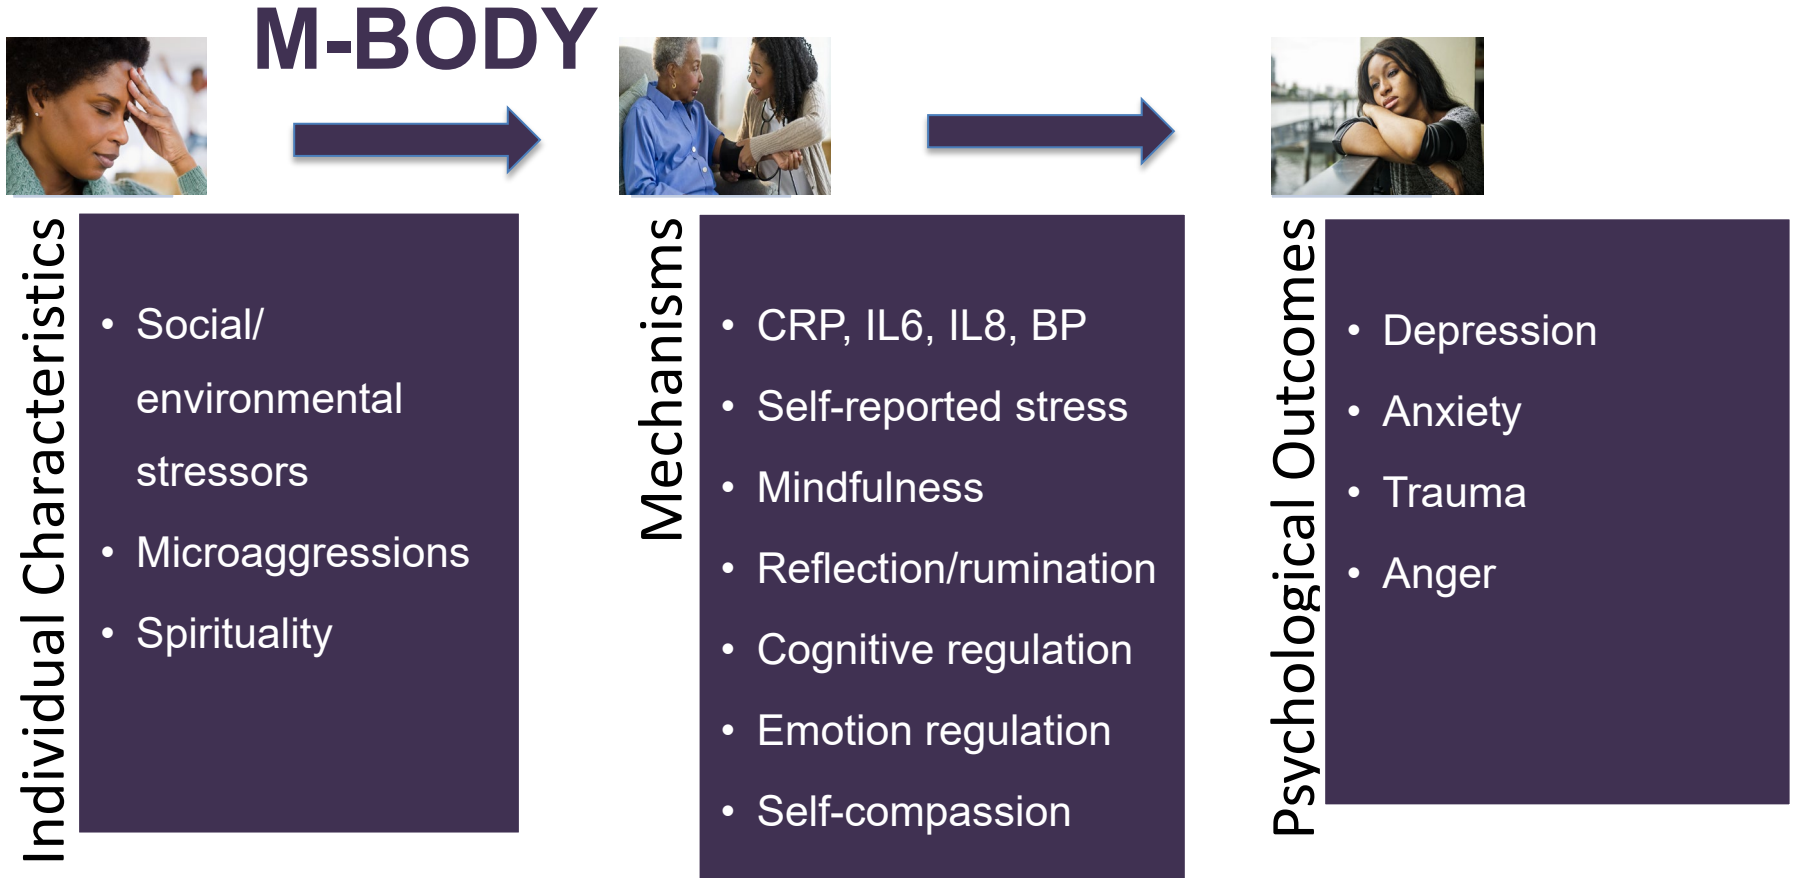 M-BODY
Individual Characteristics
• Social/
environmental
stressors
• Microaggressions
• Spirituality
Mechanisms
• CRP, IL6, IL8, BP
• Self-reported stress
• Mindfulness
• Reflection/rumination
• Cognitive regulation
• Emotion regulation
• Self-compassion
Psychological Outcomes
• Depression
• Anxiety
• Trauma
• Anger